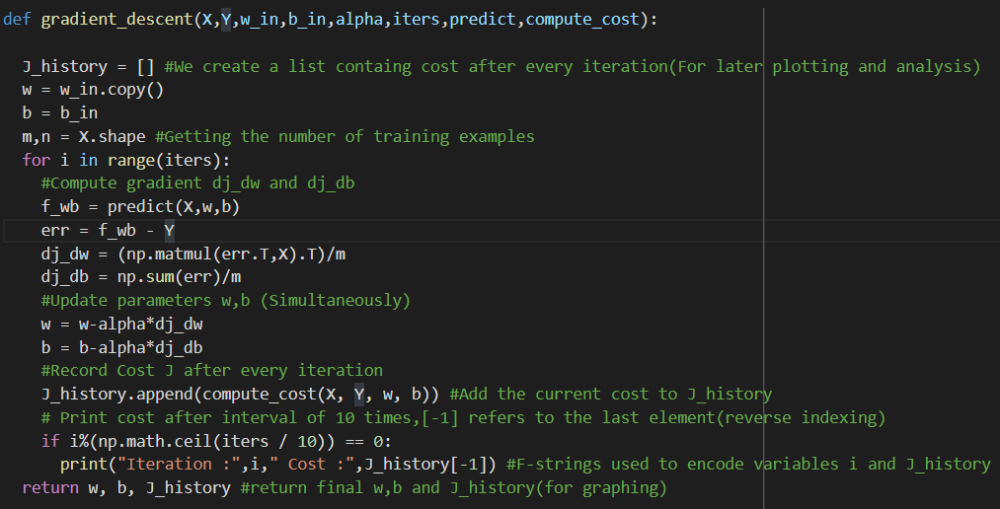 def gradient_descent(X,Y,w_in,b_in,alpha,iters,predict,compute_cost):
J_history = [] #We create a list containg cost after every iteration(For later plotting and analysis)
w = w_in.copy()
b = b_in
m,n = X.shape #Getting the number of training examples
for i in range(iters):
#Compute gradient dj_dw and dj_db
f_wb = predict(X,w,b)
err = f_wb - Y
dj_dw = (np.matmul(err.T,X).T)/m
dj_db = np.sum(err)/m
#Update parameters w,b (Simultaneously)
w = w-alpha*dj_dw
b = b-alpha*dj_db
#Record Cost J after every iteration
J_history.append(compute_cost(X, Y, w, b)) #Add the current cost to J_history
# Print cost after interval of 10 times,[-1] refers to the last element(reverse indexing)
if i%(np.math.ceil(iters / 10)) == 0:
print("Iteration :",i," Cost :",J_history[-1]) #F-strings used to encode variables i and J_history
return w, b, J_history #return final w,b and J_history(for graphing)